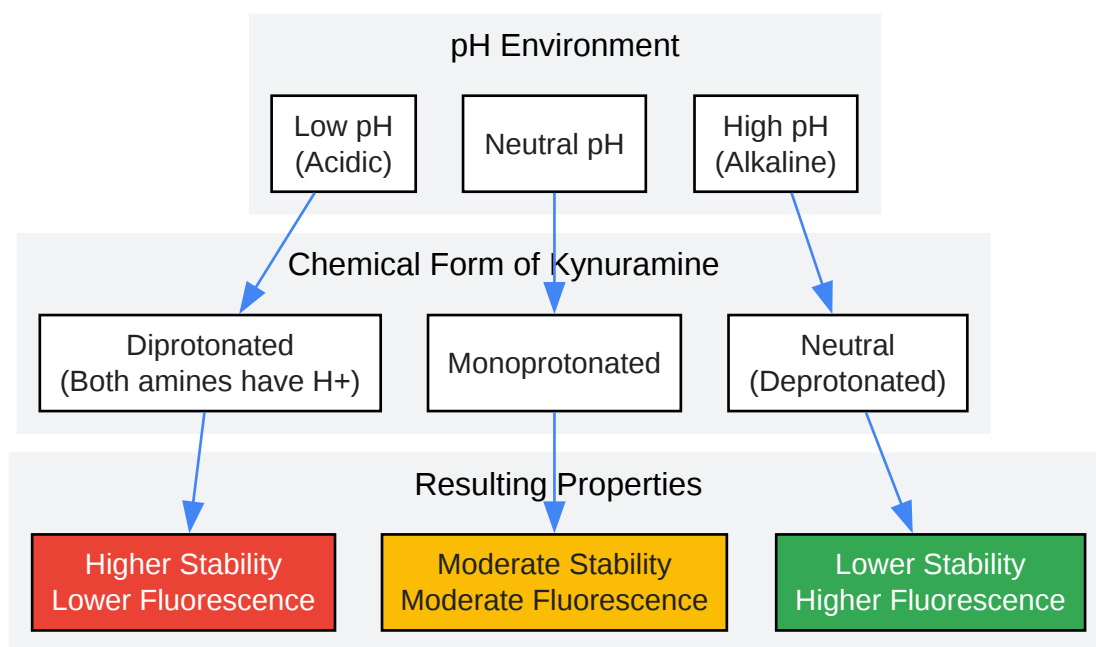 pH Environment
Low pH
(Acidic)
Neutral pH
High pH
(Alkaline)
Chemical Form of Kynuramine
Diprotonated
(Both amines have H+)
Monoprotonated
Neutral
(Deprotonated)
Resulting Properties
Higher Stability
Lower Fluorescence
Moderate Stability
Moderate Fluorescence
Lower Stability
Higher Fluorescence